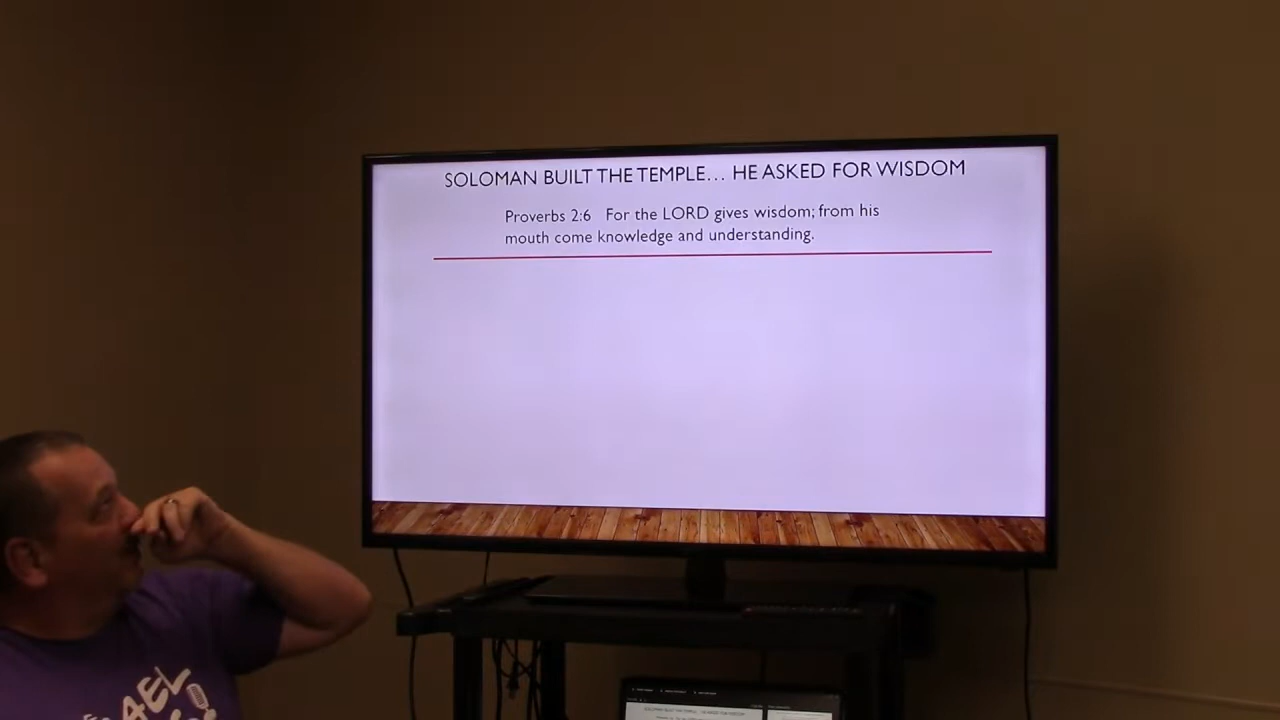 SOLOMAN BUILT THE TEMPLE... HE ASKED FOR WISDOM
Proverbs 2:6 For the LORD gives wisdom; from his
mouth come knowledge and understanding.